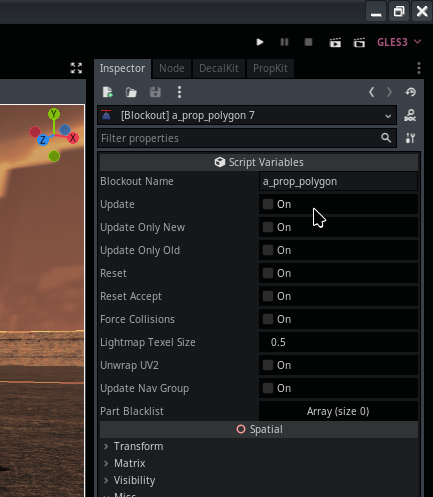 GLES3
Inspector Node DecalKit PropKit
[Blockout] a_prop_polygon 7
Filter properties
Script Variables
Blockout Name a_prop_polygon
Update On
Update Only New On
Update Only Old On
Reset On
Reset Accept On
Force Collisions On
Lightmap Texel Size 0.5
Unwrap UV2 On
Update Nav Group On
Part Blacklist Array (size 0)
Spatial
Transform
Matrix
Visibility
Misc
Y
Z X